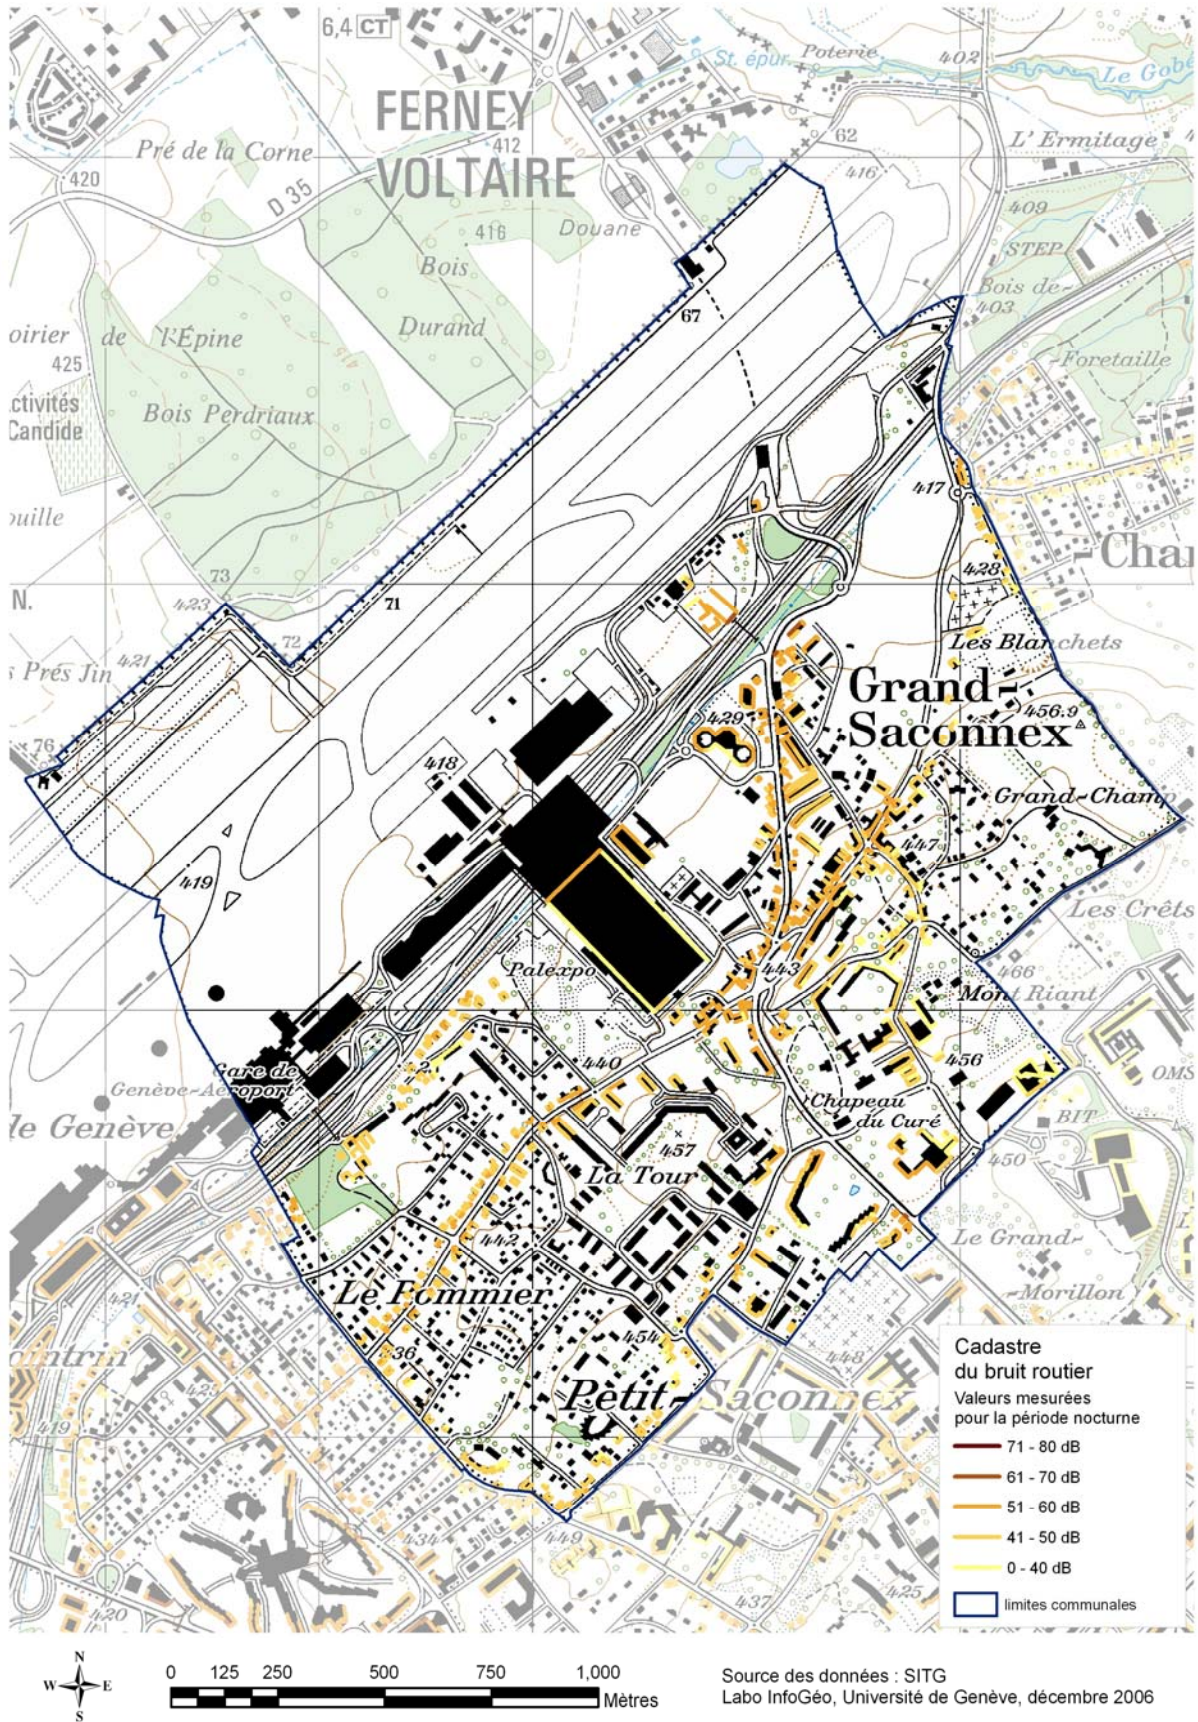 6,4 CT
St. épur.
Poterie
402
Le Gobé
FERNEY
VOLTAIRE
412
410
62
L'Ermitage
Pré de la Corne
420
D 35
416
416
Douane
409
STEP
Bois
Durand
Bois de-
403
-Foretaille
67
oirier de l'Épine
425
415
ctivités
Candide
Bois Perdriaux
417
ouille
Cha
428
N.
73
423
71
72
s Prés Jin
421
Les Blanchets
Grand-
Saconnex
456.9
429
76
418
Grand-Champ
447
419
Les Crêts
Palexpo
443
466
Mont Riant
440
456
OMS
Gare de
Genève-Aéroport
Chapeau
du Curé
BIT
le Genève
457
La Tour
450
442
Le Grand-
-Morillon
Le Pommier
421
454
448
ointrin
36
425
Petit-Saconnex
419
434
449
420
437
425
Cadastre
du bruit routier
Valeurs mesurées
pour la période nocturne
71 - 80 dB
61 - 70 dB
51 - 60 dB
41 - 50 dB
0 - 40 dB
limites communales
N
W E
S
0 125 250 500 750 1,000
Mètres
Source des données : SITG
Labo InfoGéo, Université de Genève, décembre 2006